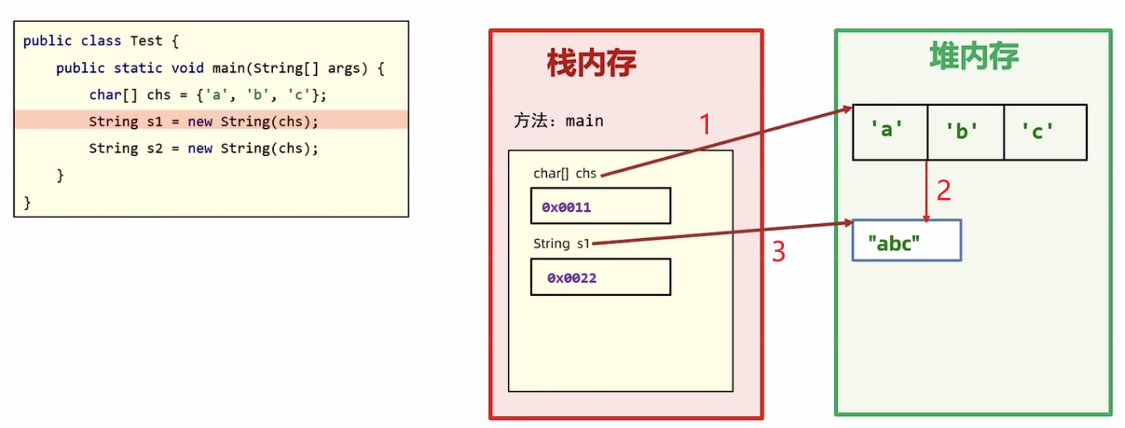 public class Test {
public static void main(String[] args) {
char[] chs = {'a', 'b', 'c'};
String s1 = new String(chs);
String s2 = new String(chs);
}
}
栈内存
方法：main
char[] chs
0x0011
String s1
0x0022
1
3
堆内存
'a' 'b' 'c'
2
"abc"